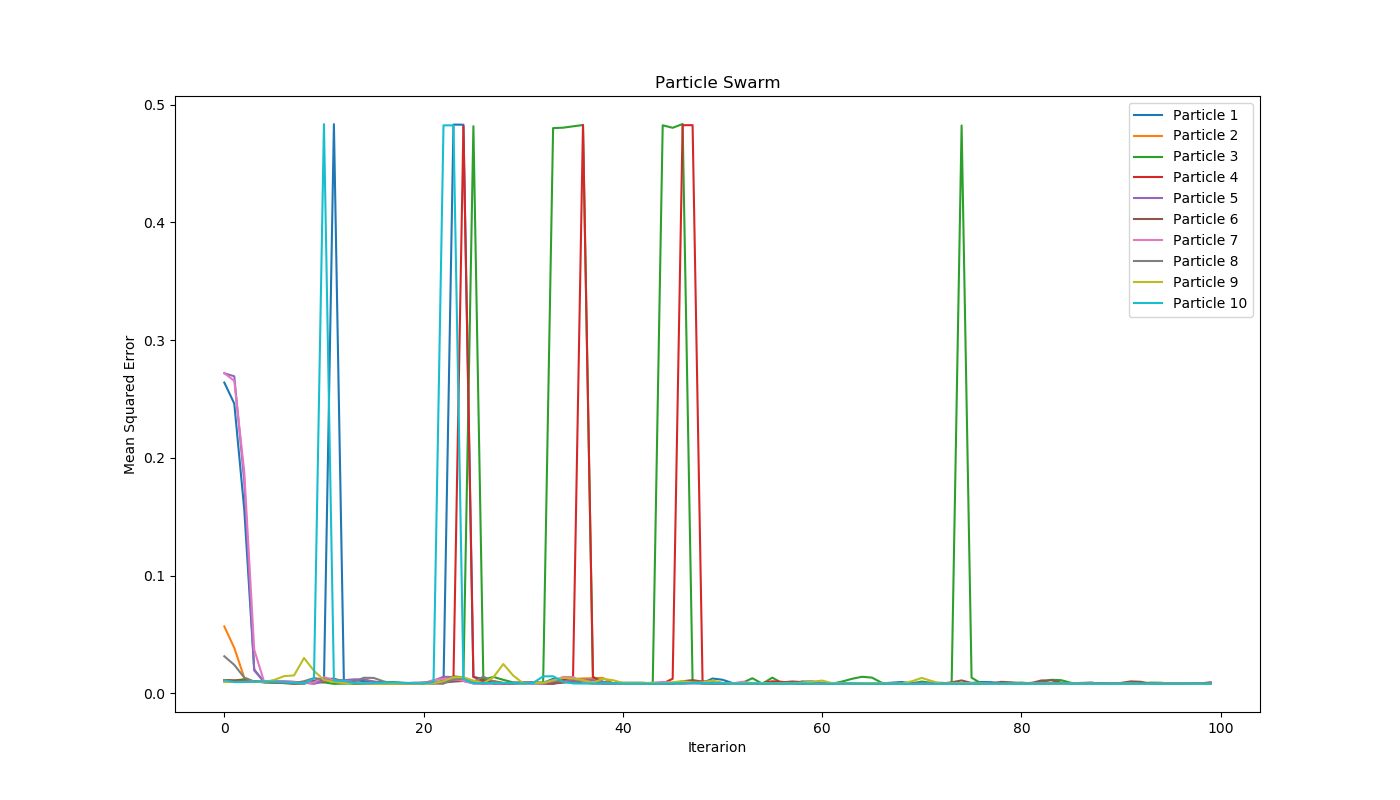 Particle Swarm
0.5
0.4
0.3
0.2
0.1
0.0
Mean Squared Error
0
20
40
60
80
100
Iterarion
Particle 1
Particle 2
Particle 3
Particle 4
Particle 5
Particle 6
Particle 7
Particle 8
Particle 9
Particle 10